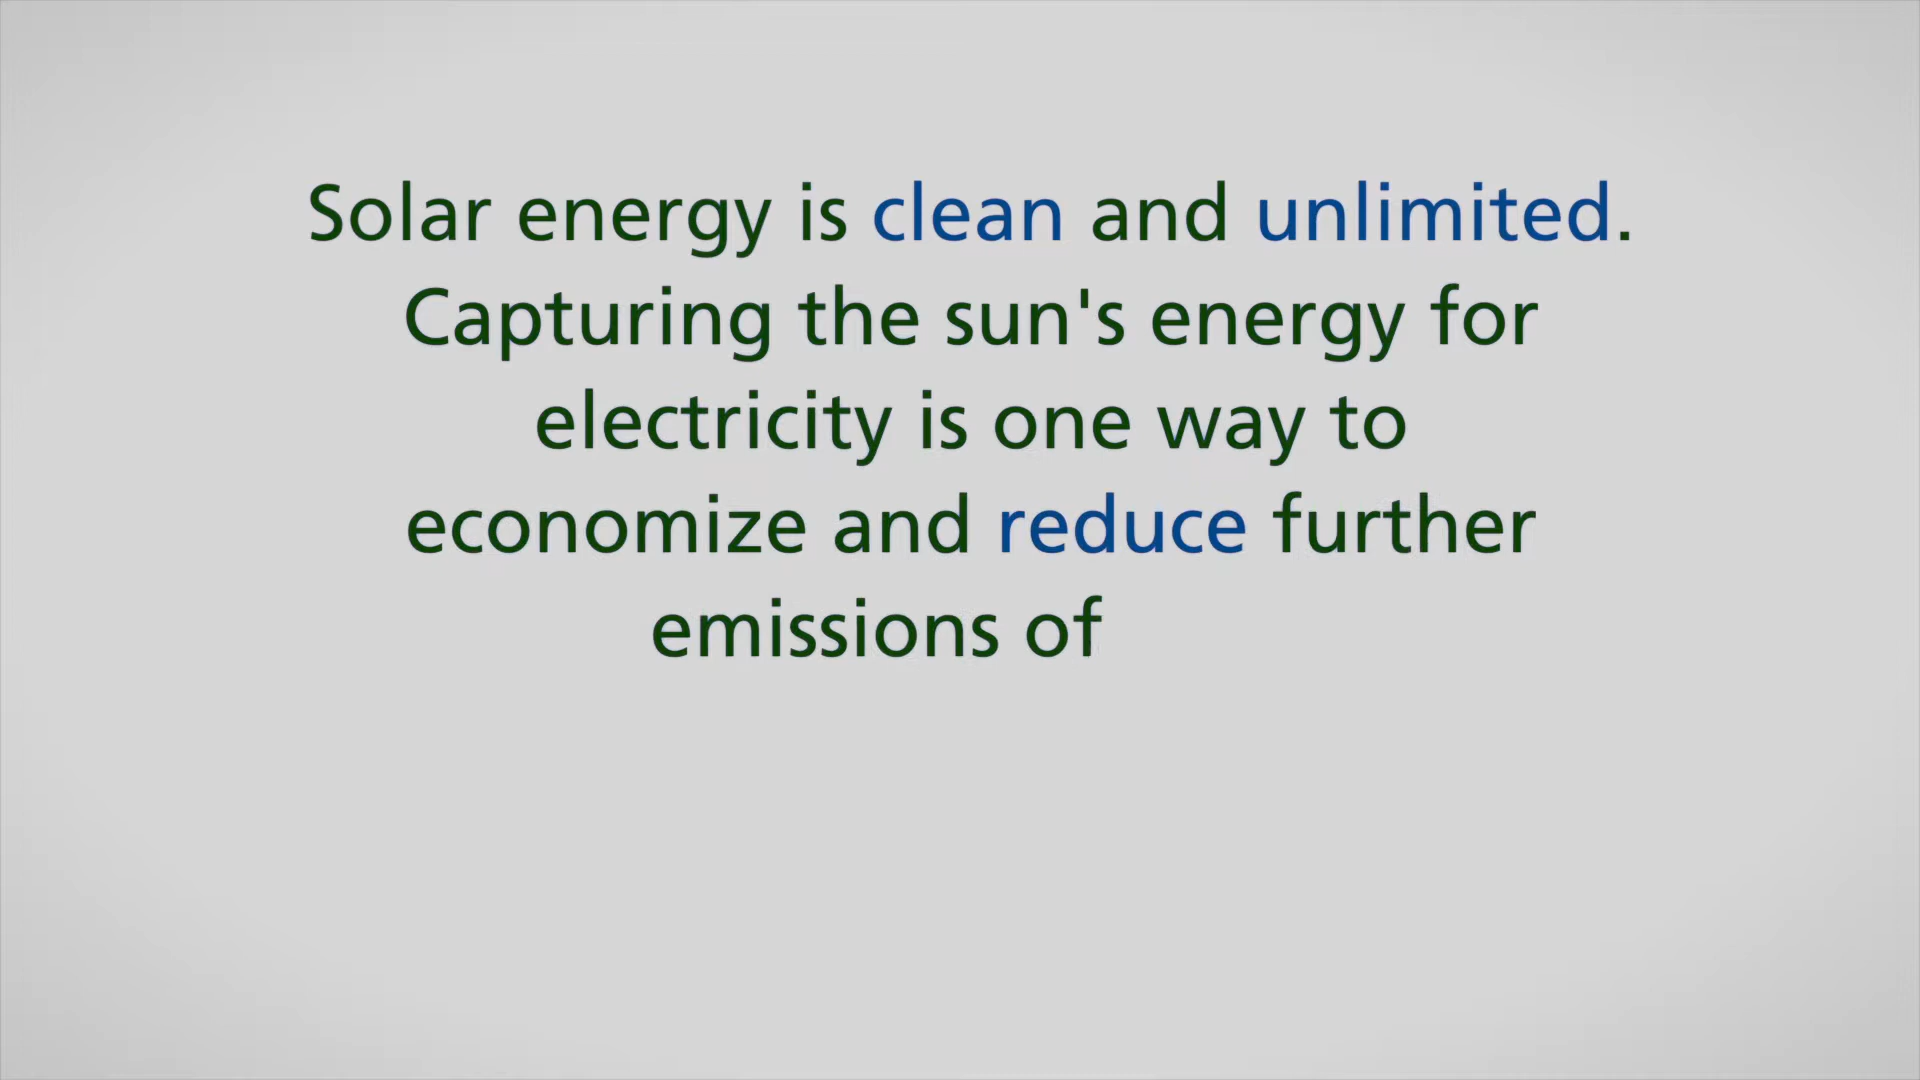 Solar energy is clean and unlimited.
Capturing the sun's energy for
electricity is one way to
economize and reduce further
emissions of